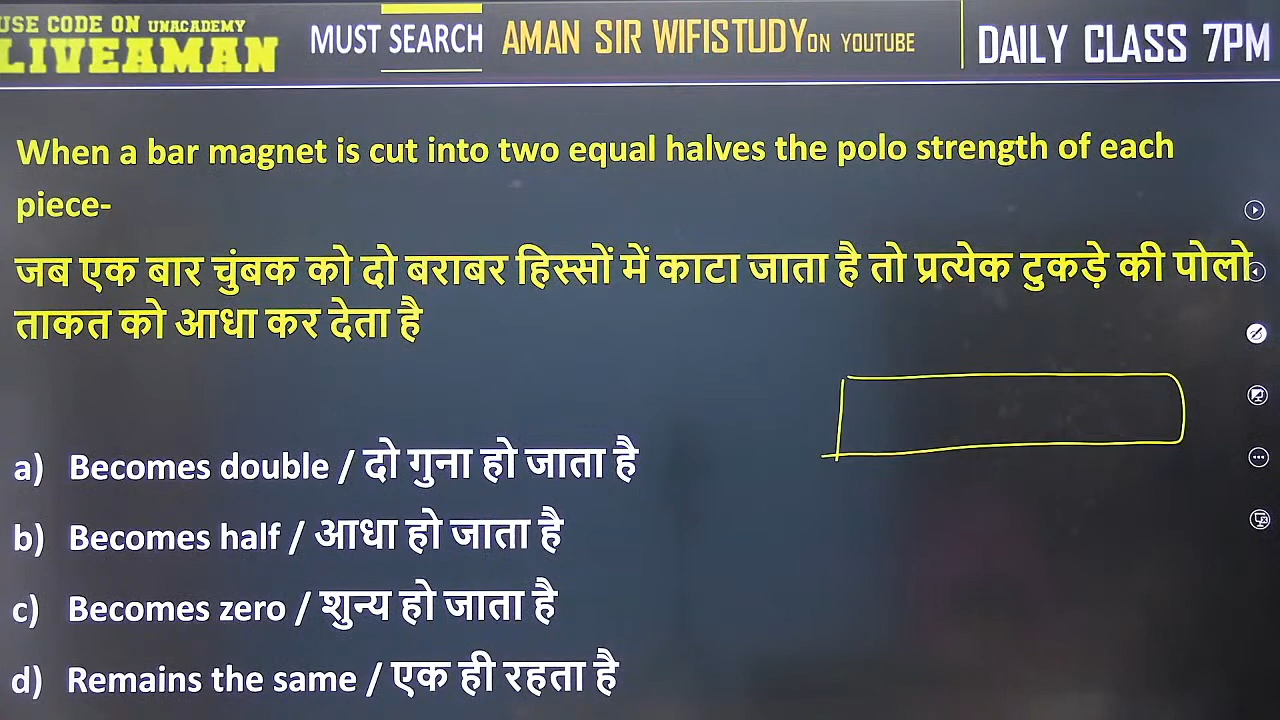 USE CODE ON UNACADEMY
LIVEAMAN
MUST SEARCH
AMAN SIR WIFISTUDY ON YOUTUBE
DAILY CLASS 7PM
When a bar magnet is cut into two equal halves the polo strength of each
piece-
जब एक बार चुंबक को दो बराबर हिस्सों में काटा जाता है तो प्रत्येक टुकड़े की पोलो
ताकत को आधा कर देता है
a) Becomes double / दो गुना हो जाता है
b) Becomes half / आधा हो जाता है
c) Becomes zero / शुन्य हो जाता है
d) Remains the same / एक ही रहता है